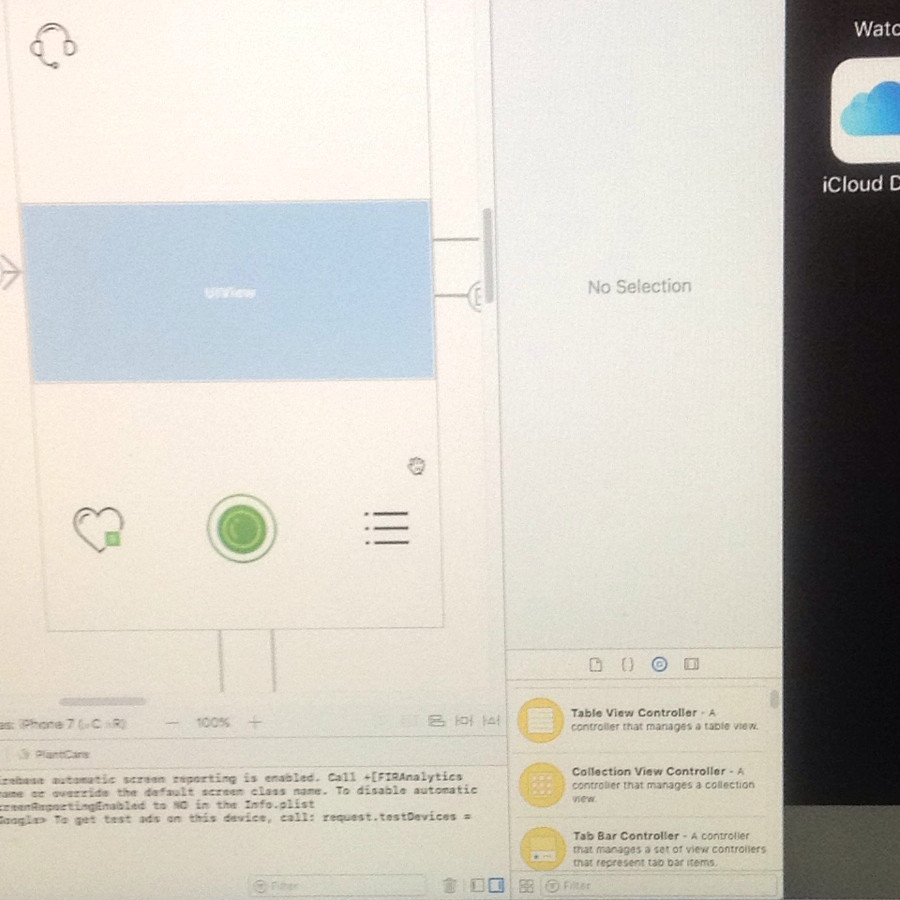 Watc
iCloud D
UIView
No Selection
as: iPhone 7 (wC hR)
100%
PlantCare
Table View Controller - A
controller that manages a table view.
Collection View Controller - A
controller that manages a collection
view.
Tab Bar Controller - A controller
that manages a set of view controllers
that represent tab bar items.
irebase automatic screen reporting is enabled. Call +[FIRAnalytics
ame or override the default screen class name. To disable automatic
creenReportingEnabled to NO in the Info.plist
Google> To get test ads on this device, call: request.testDevices =
Filter
Filter